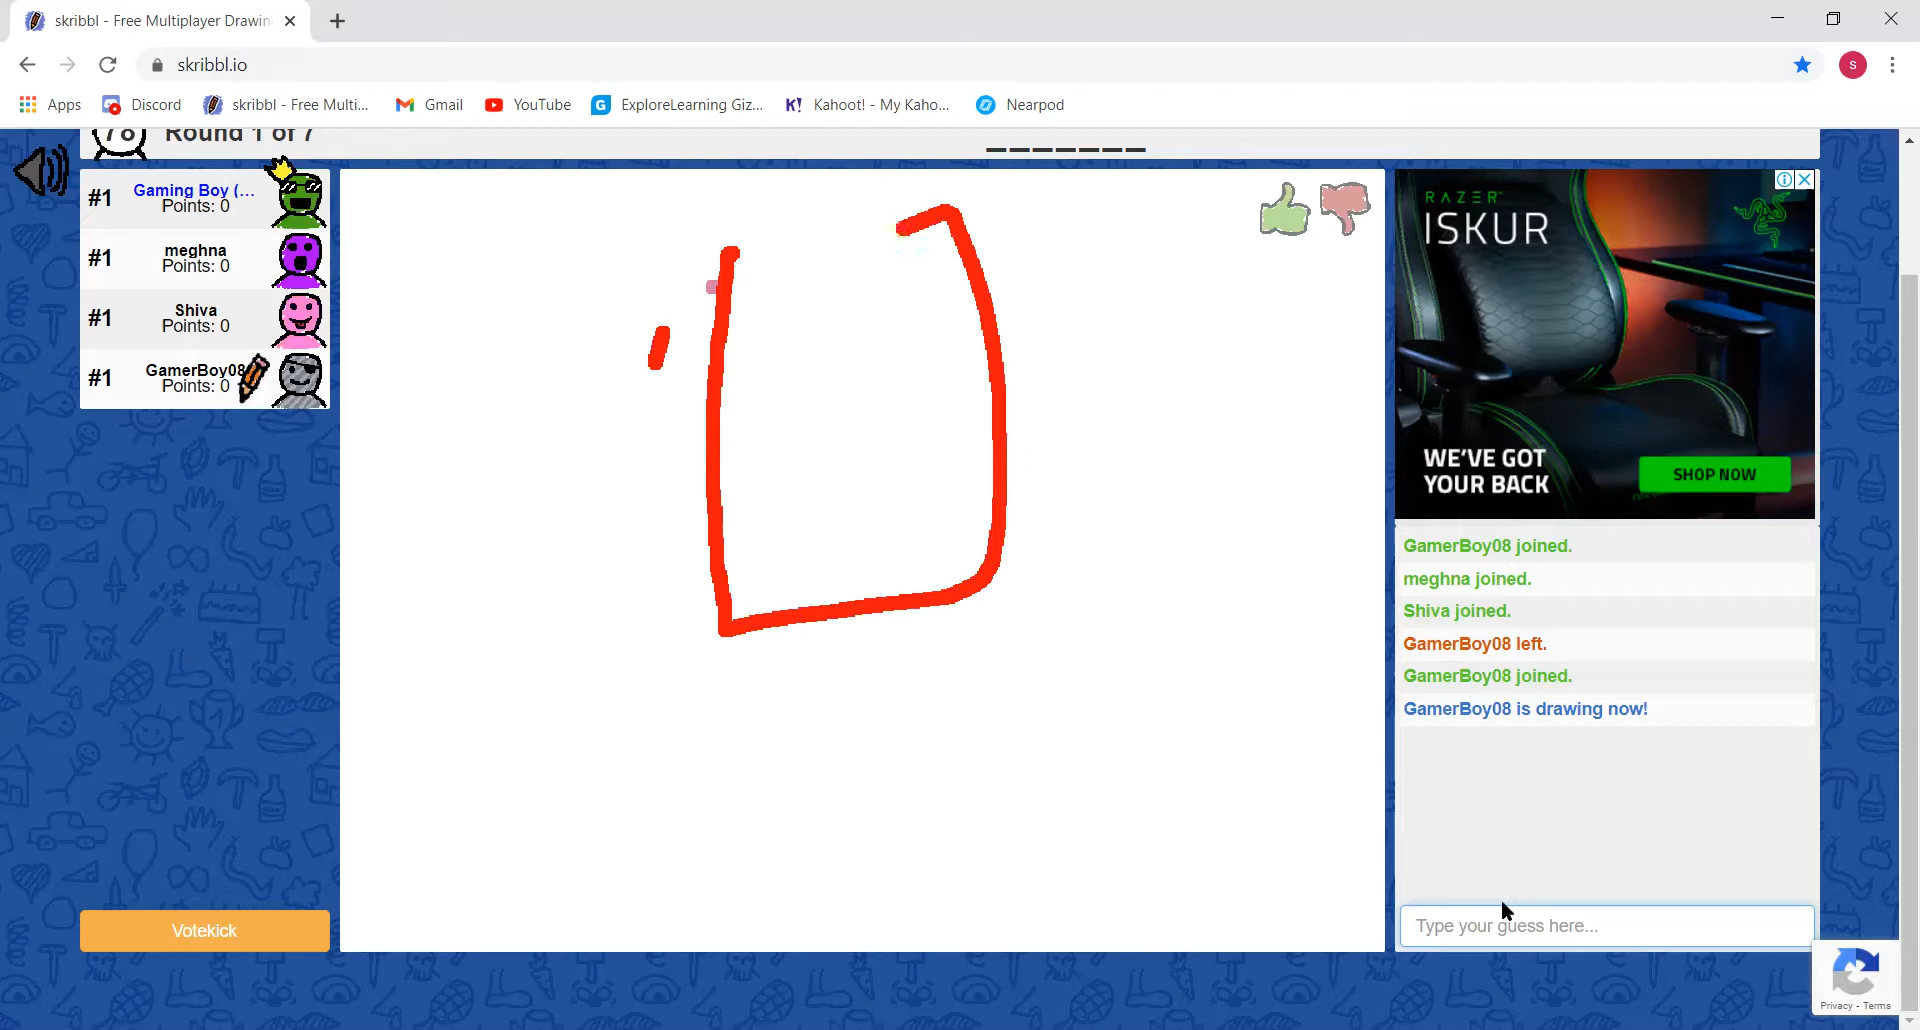 skribbl - Free Multiplayer Drawin
skribbl.io
S
Apps
Discord
skribbl - Free Multi...
Gmail
YouTube
ExploreLearning Giz...
K! Kahoot! - My Kaho...
Nearpod
78
Round 1 of 7
_______
#1 Gaming Boy (...
Points: 0
#1 meghna
Points: 0
#1 Shiva
Points: 0
#1 GamerBoy08
Points: 0
Votekick
RAZER
ISKUR
WE'VE GOT
YOUR BACK
SHOP NOW
GamerBoy08 joined.
meghna joined.
Shiva joined.
GamerBoy08 left.
GamerBoy08 joined.
GamerBoy08 is drawing now!
Type your guess here...
Privacy - Terms